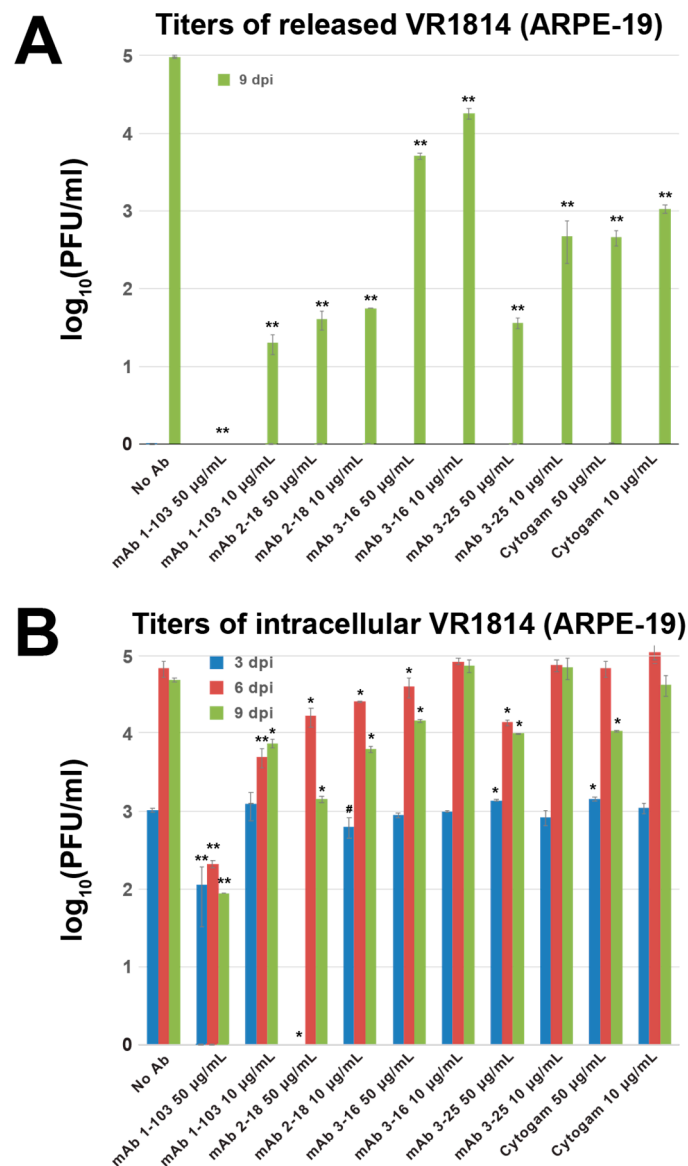 A
Titers of released VR1814 (ARPE-19)
9 dpi
log10(PFU/ml)
5
4
3
2
1
0
**
**
**
**
**
**
**
**
**
**
No Ab
mAb 1-103 50 µg/mL
mAb 1-103 10 µg/mL
mAb 2-18 50 µg/mL
mAb 2-18 10 µg/mL
mAb 3-16 50 µg/mL
mAb 3-16 10 µg/mL
mAb 3-25 50 µg/mL
mAb 3-25 10 µg/mL
Cytogam 50 µg/mL
Cytogam 10 µg/mL
B
Titers of intracellular VR1814 (ARPE-19)
3 dpi
6 dpi
9 dpi
log10(PFU/ml)
5
4
3
2
1
0
**
**
**
**
*
*
*
*
#
*
*
*
*
*
*
*
*
*
No Ab
mAb 1-103 50 µg/mL
mAb 1-103 10 µg/mL
mAb 2-18 50 µg/mL
mAb 2-18 10 µg/mL
mAb 3-16 50 µg/mL
mAb 3-16 10 µg/mL
mAb 3-25 50 µg/mL
mAb 3-25 10 µg/mL
Cytogam 50 µg/mL
Cytogam 10 µg/mL